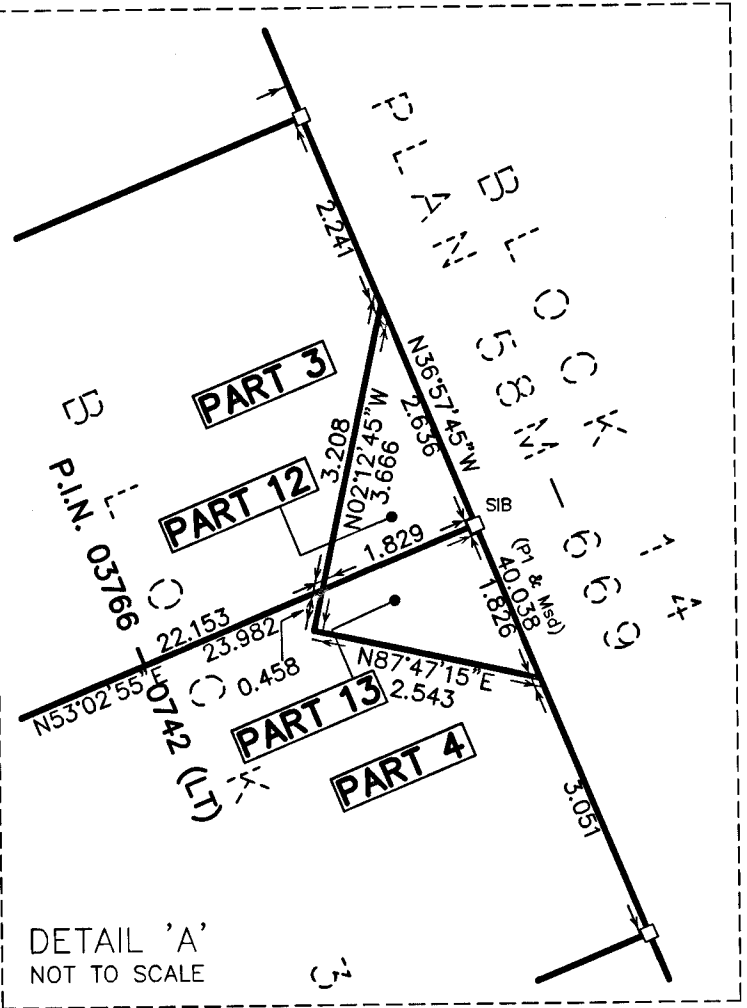 BLOCK 14
PLAN 58M-669
2.241
N36°57'45"W
2.636
PART 3
3.208
N02°12'45"W
3.666
PART 12
SIB
1.829
(P1 & Msd)
40.038
1.826
BLOCK 3
P.I.N. 03766 - 0742 (LT)
22.153
23.982
N53°02'55"E
0.458
N87°47'15"E
2.543
PART 13
PART 4
3.051
DETAIL 'A'
NOT TO SCALE